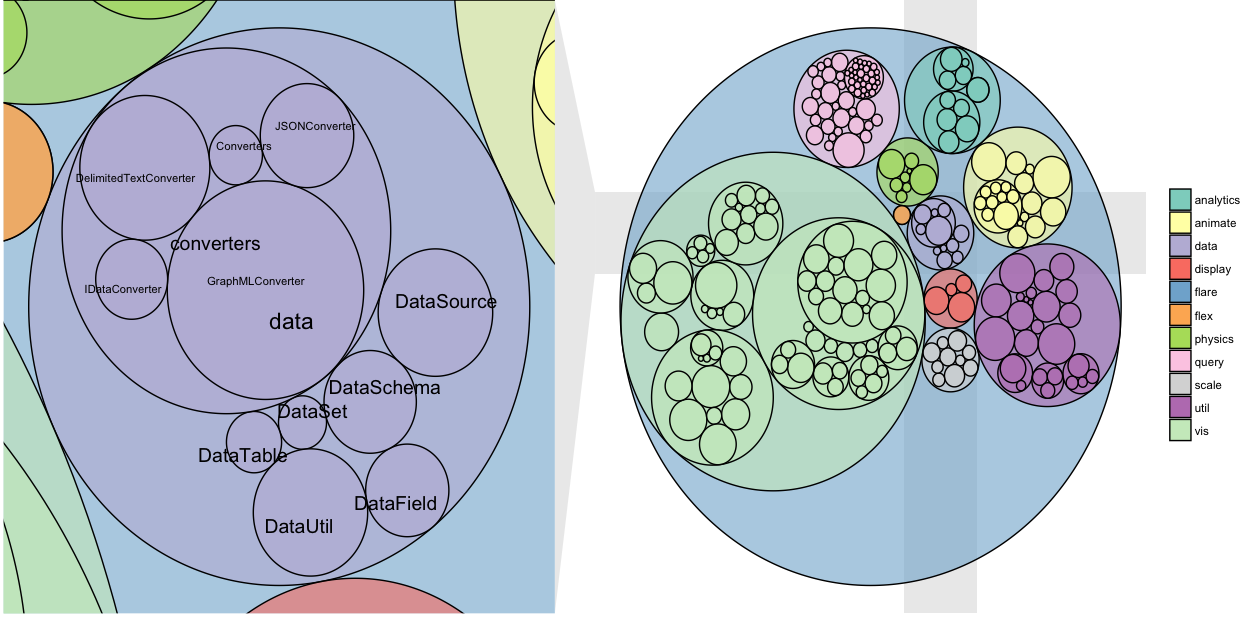 JSONConverter
Converters
DelimitedTextConverter
converters
GraphMLConverter
IDataConverter
DataSource
data
DataSchema
DataSet
DataTable
DataField
DataUtil
analytics
animate
data
display
flare
flex
physics
query
scale
util
vis